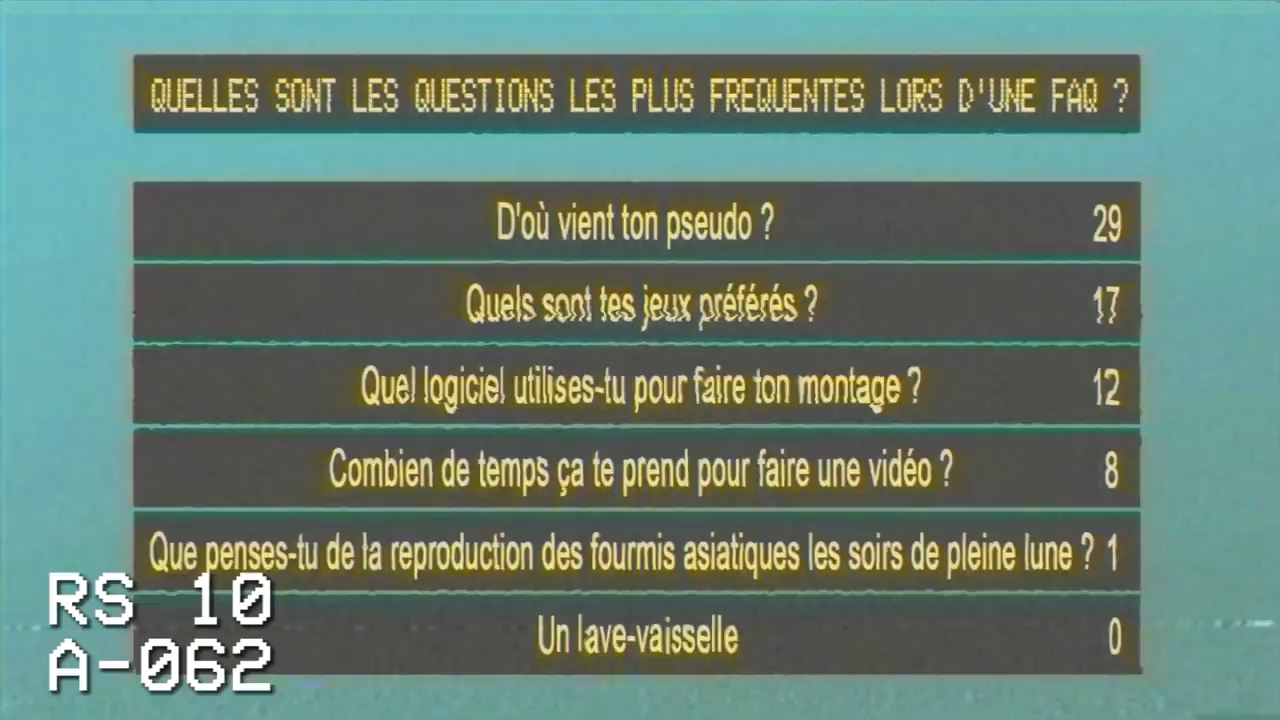 QUELLES SONT LES QUESTIONS LES PLUS FREQUENTES LORS D'UNE FAQ ?
D'où vient ton pseudo ? 29
Quels sont tes jeux préférés ? 17
Quel logiciel utilises-tu pour faire ton montage ? 12
Combien de temps ça te prend pour faire une vidéo ? 8
Que penses-tu de la reproduction des fourmis asiatiques les soirs de pleine lune ? 1
Un lave-vaisselle 0
RS 10
A-062